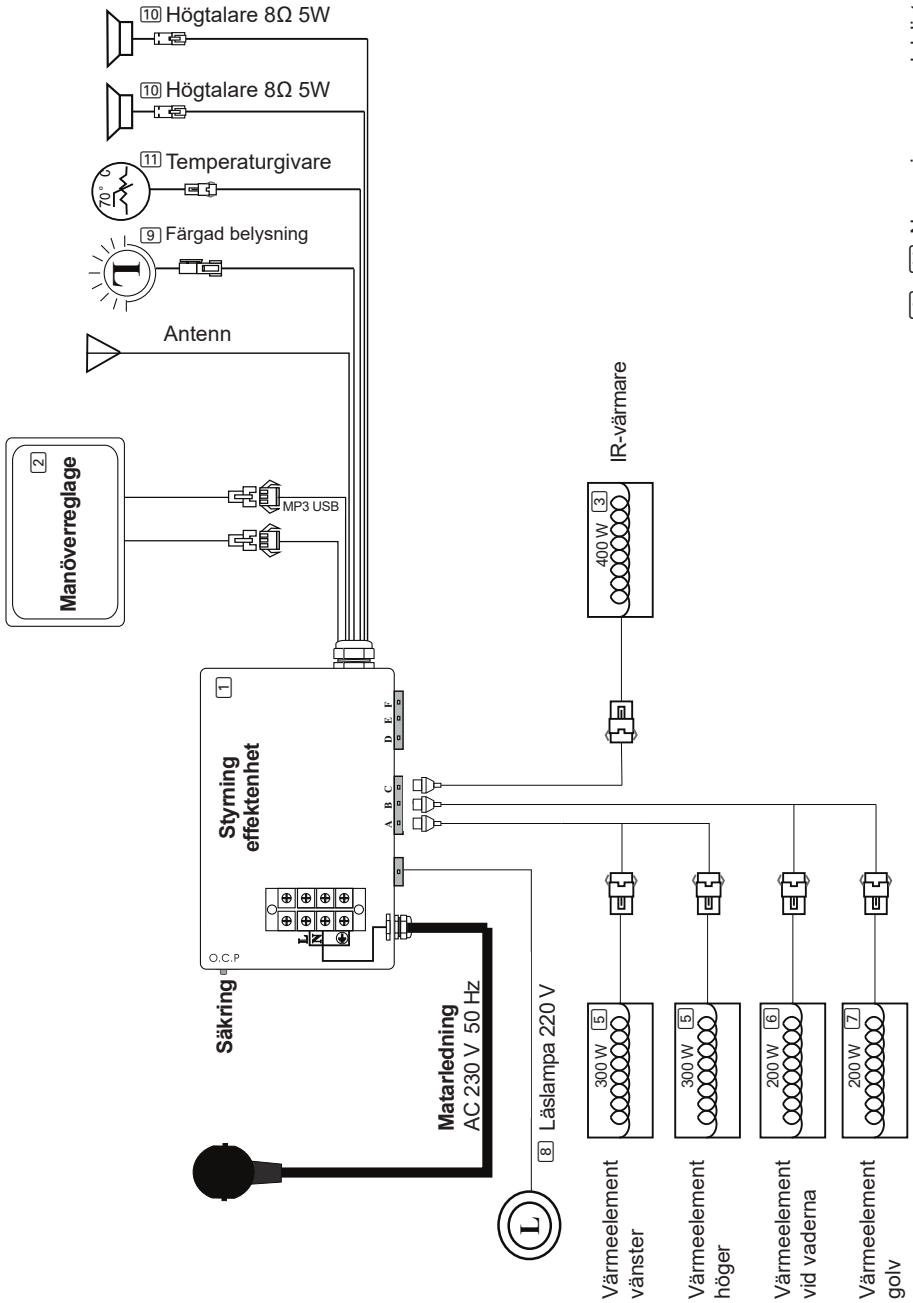 10 Högtalare 8Ω 5W
10 Högtalare 8Ω 5W
11 Temperaturgivare
70° C
9 Färgad belysning
L
Antenn
2
Manöverreglage
MP3 USB
1
Styrning
effektenhet
O.C.P
Säkring
L
N
A B C
D E F
Matarledning
AC 230 V 50 Hz
8 Läslampa 220 V
L
IR-värmare
3
400 W
5
300 W
Värmeelement
vänster
5
300 W
Värmeelement
höger
6
200 W
Värmeelement
vid vaderna
7
200 W
Värmeelement
golv